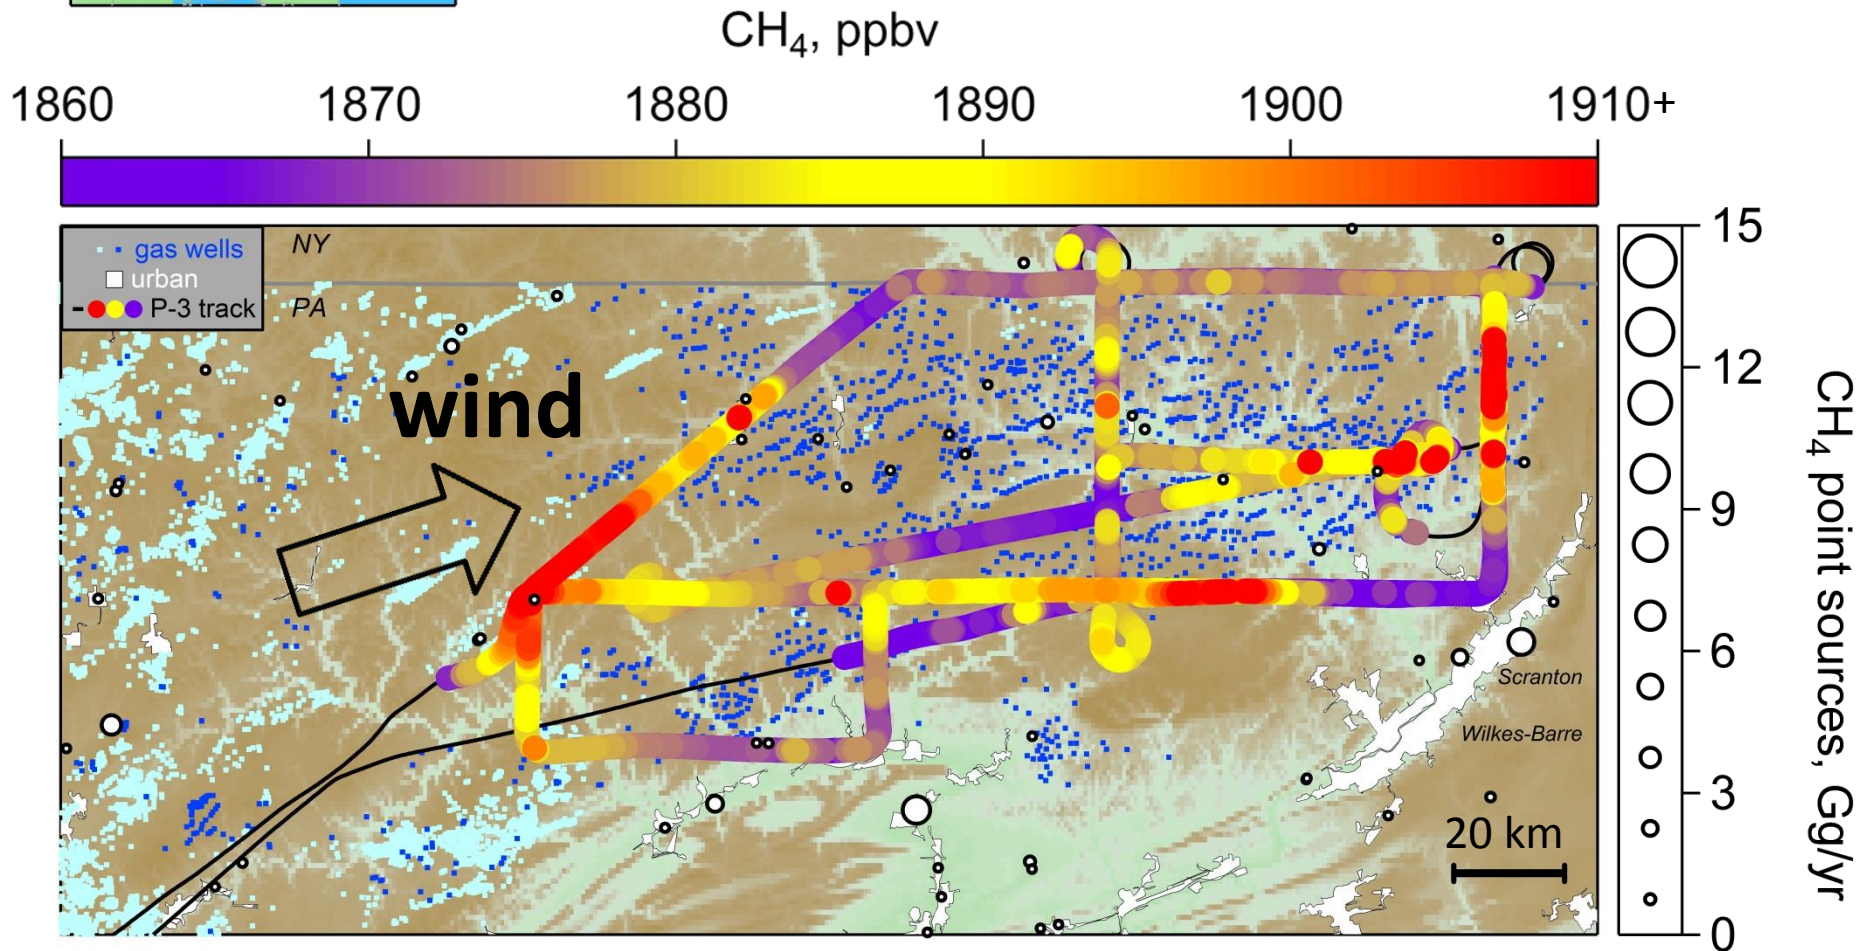 CH₄, ppbv
1860 1870 1880 1890 1900 1910+
gas wells
urban
P-3 track
NY
PA
wind
Scranton
Wilkes-Barre
20 km
15
12
9
6
3
0
CH₄ point sources, Gg/yr